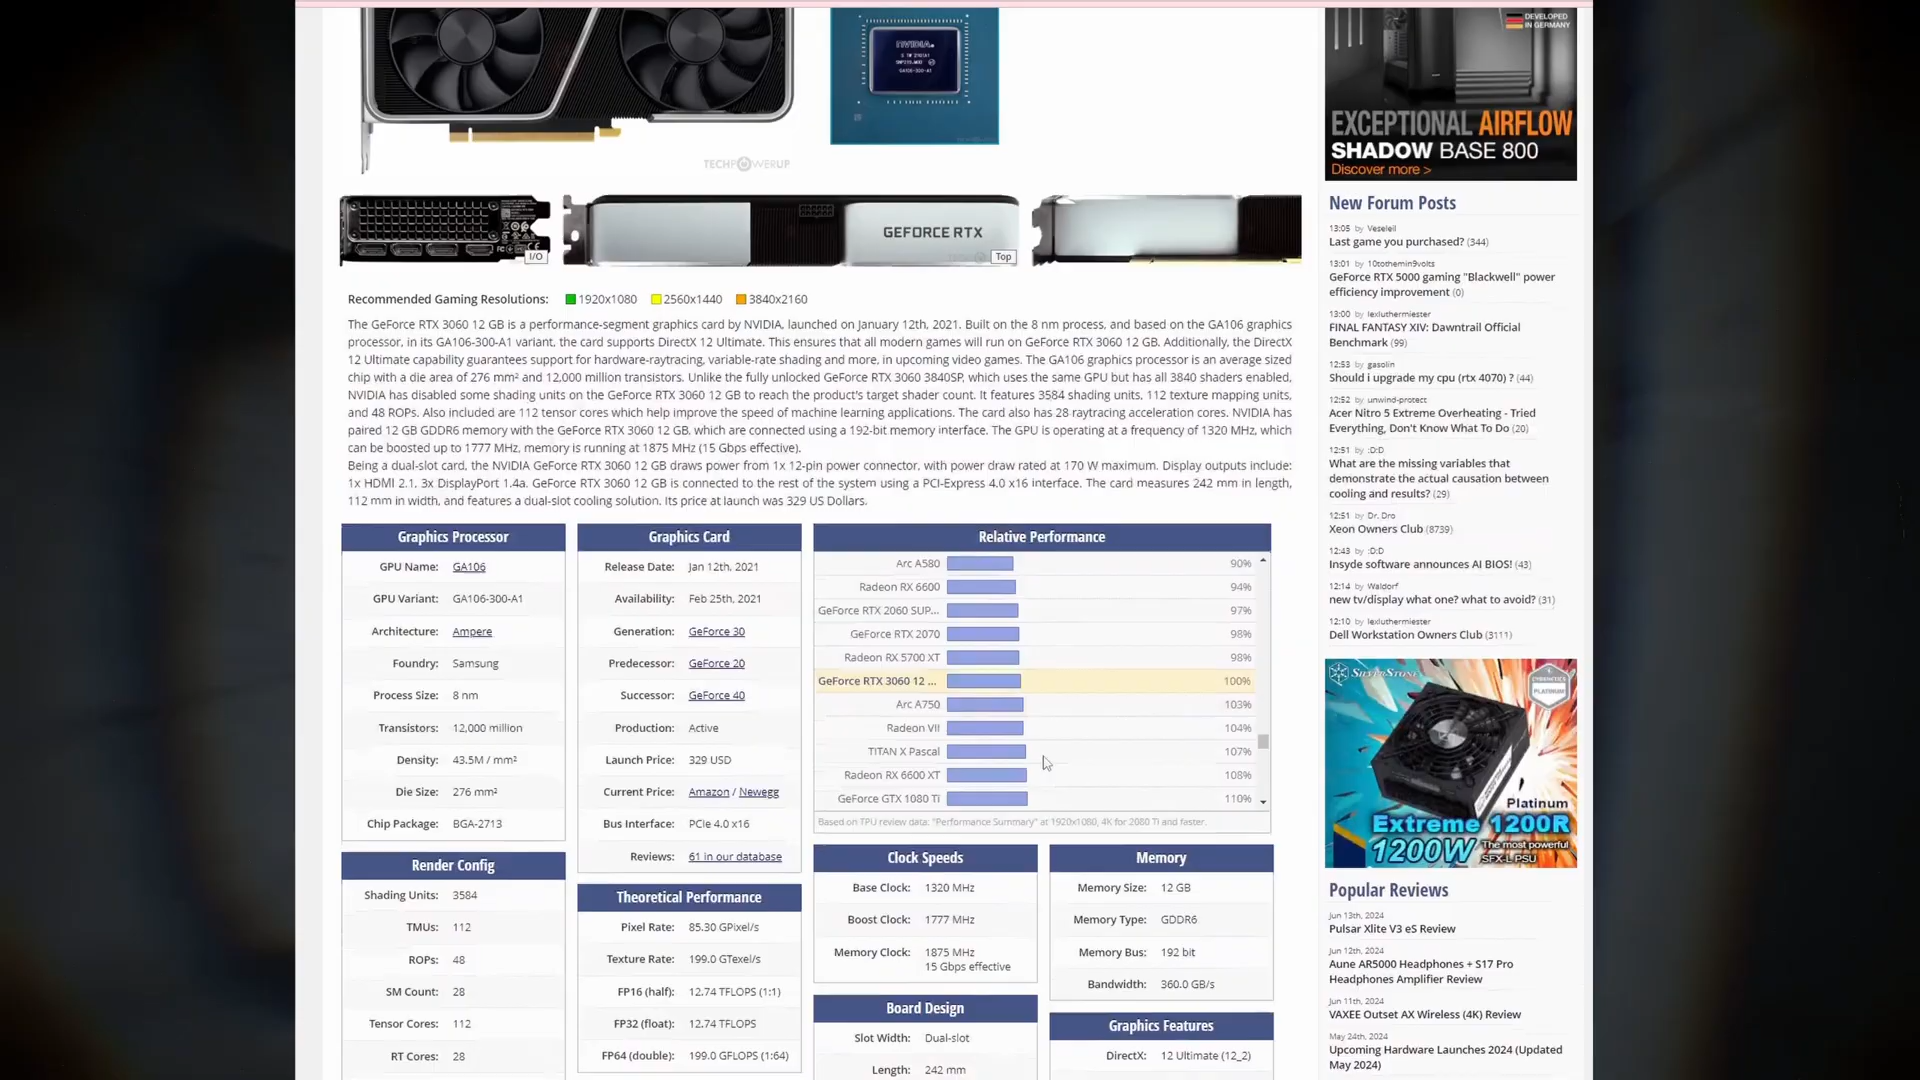 NVIDIA
GA106-300-A1
TECHPOWERUP
GEFORCE RTX
I/O
Top
Recommended Gaming Resolutions: 1920x1080 2560x1440 3840x2160
The GeForce RTX 3060 12 GB is a performance-segment graphics card by NVIDIA, launched on January 12th, 2021. Built on the 8 nm process, and based on the GA106 graphics
processor, in its GA106-300-A1 variant, the card supports DirectX 12 Ultimate. This ensures that all modern games will run on GeForce RTX 3060 12 GB. Additionally, the DirectX
12 Ultimate capability guarantees support for hardware-raytracing, variable-rate shading and more, in upcoming video games. The GA106 graphics processor is an average sized
chip with a die area of 276 mm² and 12,000 million transistors. Unlike the fully unlocked GeForce RTX 3060 3840SP, which uses the same GPU but has all 3840 shaders enabled,
NVIDIA has disabled some shading units on the GeForce RTX 3060 12 GB to reach the product's target shader count. It features 3584 shading units, 112 texture mapping units,
and 48 ROPs. Also included are 112 tensor cores which help improve the speed of machine learning applications. The card also has 28 raytracing acceleration cores. NVIDIA has
paired 12 GB GDDR6 memory with the GeForce RTX 3060 12 GB, which are connected using a 192-bit memory interface. The GPU is operating at a frequency of 1320 MHz, which
can be boosted up to 1777 MHz, memory is running at 1875 MHz (15 Gbps effective).
Being a dual-slot card, the NVIDIA GeForce RTX 3060 12 GB draws power from 1x 12-pin power connector, with power draw rated at 170 W maximum. Display outputs include:
1x HDMI 2.1, 3x DisplayPort 1.4a. GeForce RTX 3060 12 GB is connected to the rest of the system using a PCI-Express 4.0 x16 interface. The card measures 242 mm in length,
112 mm in width, and features a dual-slot cooling solution. Its price at launch was 329 US Dollars.
Graphics Processor
GPU Name: GA106
GPU Variant: GA106-300-A1
Architecture: Ampere
Foundry: Samsung
Process Size: 8 nm
Transistors: 12,000 million
Density: 43.5M / mm²
Die Size: 276 mm²
Chip Package: BGA-2713
Render Config
Shading Units: 3584
TMUs: 112
ROPs: 48
SM Count: 28
Tensor Cores: 112
RT Cores: 28
Graphics Card
Release Date: Jan 12th, 2021
Availability: Feb 25th, 2021
Generation: GeForce 30
Predecessor: GeForce 20
Successor: GeForce 40
Production: Active
Launch Price: 329 USD
Current Price: Amazon / Newegg
Bus Interface: PCIe 4.0 x16
Reviews: 61 in our database
Theoretical Performance
Pixel Rate: 85.30 GPixel/s
Texture Rate: 199.0 GTexel/s
FP16 (half): 12.74 TFLOPS (1:1)
FP32 (float): 12.74 TFLOPS
FP64 (double): 199.0 GFLOPS (1:64)
Relative Performance
Arc A580 90%
Radeon RX 6600 94%
GeForce RTX 2060 SUP... 97%
GeForce RTX 2070 98%
Radeon RX 5700 XT 98%
GeForce RTX 3060 12 ... 100%
Arc A750 103%
Radeon VII 104%
TITAN X Pascal 107%
Radeon RX 6600 XT 108%
GeForce GTX 1080 Ti 110%
Based on TPU review data: "Performance Summary" at 1920x1080, 4K for 2080 Ti and faster.
Clock Speeds
Base Clock: 1320 MHz
Boost Clock: 1777 MHz
Memory Clock: 1875 MHz
15 Gbps effective
Board Design
Slot Width: Dual-slot
Length: 242 mm
Memory
Memory Size: 12 GB
Memory Type: GDDR6
Memory Bus: 192 bit
Bandwidth: 360.0 GB/s
Graphics Features
DirectX: 12 Ultimate (12_2)
DEVELOPED
IN GERMANY
EXCEPTIONAL AIRFLOW
SHADOW BASE 800
Discover more >
New Forum Posts
13:05 by Veseleil
Last game you purchased? (344)
13:01 by 10tothemin9volts
GeForce RTX 5000 gaming "Blackwell" power
efficiency improvement (0)
13:00 by lexluthermiester
FINAL FANTASY XIV: Dawntrail Official
Benchmark (99)
12:53 by gasolin
Should i upgrade my cpu (rtx 4070) ? (44)
12:52 by unwind-protect
Acer Nitro 5 Extreme Overheating - Tried
Everything, Don't Know What To Do (20)
12:51 by :D:D
What are the missing variables that
demonstrate the actual causation between
cooling and results? (29)
12:51 by Dr. Dro
Xeon Owners Club (8739)
12:43 by :D:D
Insyde software announces AI BIOS! (43)
12:14 by Waldorf
new tv/display what one? what to avoid? (31)
12:10 by lexluthermiester
Dell Workstation Owners Club (3111)
SILVERSTONE
CYBENETICS
PLATINUM
Platinum
Extreme 1200R
1200W The most powerful
SFX-L PSU
Popular Reviews
Jun 13th, 2024
Pulsar Xlite V3 eS Review
Jun 12th, 2024
Aune AR5000 Headphones + S17 Pro
Headphones Amplifier Review
Jun 11th, 2024
VAXEE Outset AX Wireless (4K) Review
May 24th, 2024
Upcoming Hardware Launches 2024 (Updated
May 2024)